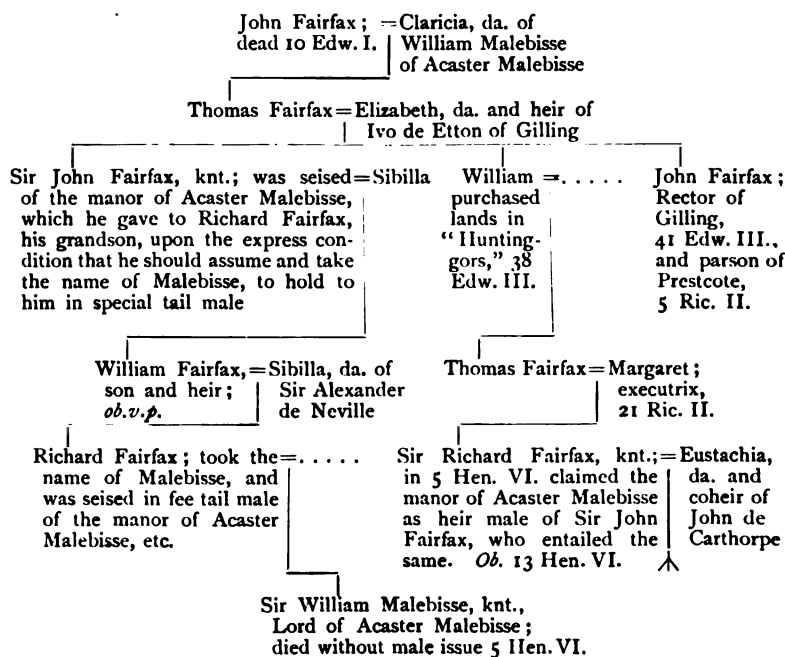 John Fairfax ; = Claricia, da. of
dead 10 Edw. I. William Malebisse
of Acaster Malebisse
Thomas Fairfax = Elizabeth, da. and heir of
Ivo de Etton of Gilling
Sir John Fairfax, knt.; was seised = Sibilla
of the manor of Acaster Malebisse,
which he gave to Richard Fairfax,
his grandson, upon the express con-
dition that he should assume and take
the name of Malebisse, to hold to
him in special tail male
William = . . . . .
purchased
lands in
“ Hunting-
gors,” 38
Edw. III.
John Fairfax ;
Rector of
Gilling,
41 Edw. III.,
and parson of
Prestcote,
5 Ric. II.
William Fairfax, = Sibilla, da. of
son and heir ; Sir Alexander
ob.v.p. de Neville
Thomas Fairfax = Margaret ;
executrix,
21 Ric. II.
Richard Fairfax ; took the = . . . . .
name of Malebisse, and
was seised in fee tail male
of the manor of Acaster
Malebisse, etc.
Sir Richard Fairfax, knt.; = Eustachia,
in 5 Hen. VI. claimed the da. and
manor of Acaster Malebisse coheir of
as heir male of Sir John John de
Fairfax, who entailed the Carthorpe
same. Ob. 13 Hen. VI.
Sir William Malebisse, knt.,
Lord of Acaster Malebisse ;
died without male issue 5 Hen. VI.